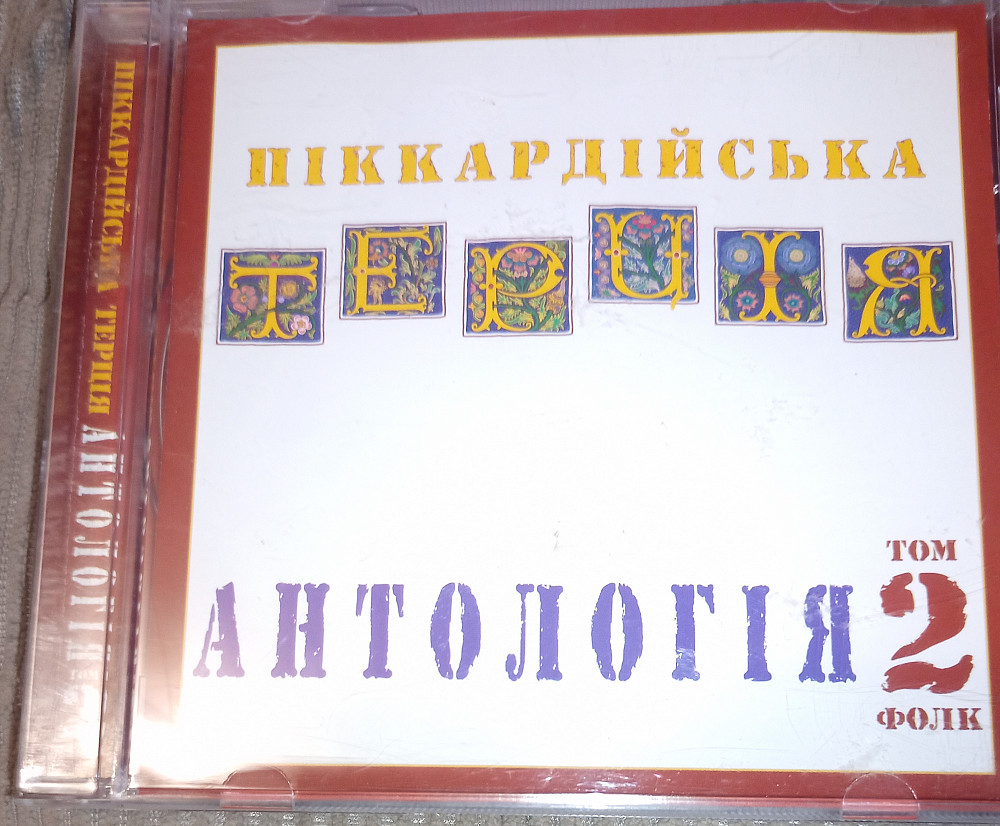 ПІККАРДІЙСЬКА
ТЕРЦІЯ
АНТОЛОГІЯ
ТОМ
2
ФОЛК
ПІККАРДІЙСЬКА ТЕРЦІЯ АНТОЛОГІЯ